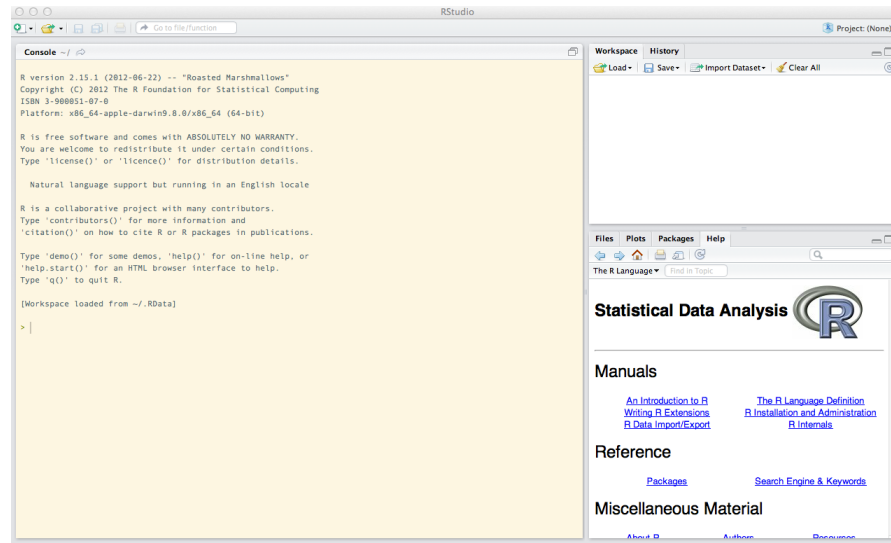 RStudio
Go to file/function
Project: (None)
Console ~/
R version 2.15.1 (2012-06-22) -- "Roasted Marshmallows"
Copyright (C) 2012 The R Foundation for Statistical Computing
ISBN 3-900051-07-0
Platform: x86_64-apple-darwin9.8.0/x86_64 (64-bit)
R is free software and comes with ABSOLUTELY NO WARRANTY.
You are welcome to redistribute it under certain conditions.
Type 'license()' or 'licence()' for distribution details.
Natural language support but running in an English locale
R is a collaborative project with many contributors.
Type 'contributors()' for more information and
'citation()' on how to cite R or R packages in publications.
Type 'demo()' for some demos, 'help()' for on-line help, or
'help.start()' for an HTML browser interface to help.
Type 'q()' to quit R.
[Workspace loaded from ~/.RData]
>
Workspace History
Load Save Import Dataset Clear All
Files Plots Packages Help
The R Language Find in Topic
Statistical Data Analysis R
Manuals
An Introduction to R The R Language Definition
Writing R Extensions R Installation and Administration
R Data Import/Export R Internals
Reference
Packages Search Engine & Keywords
Miscellaneous Material
About R Authors Resources